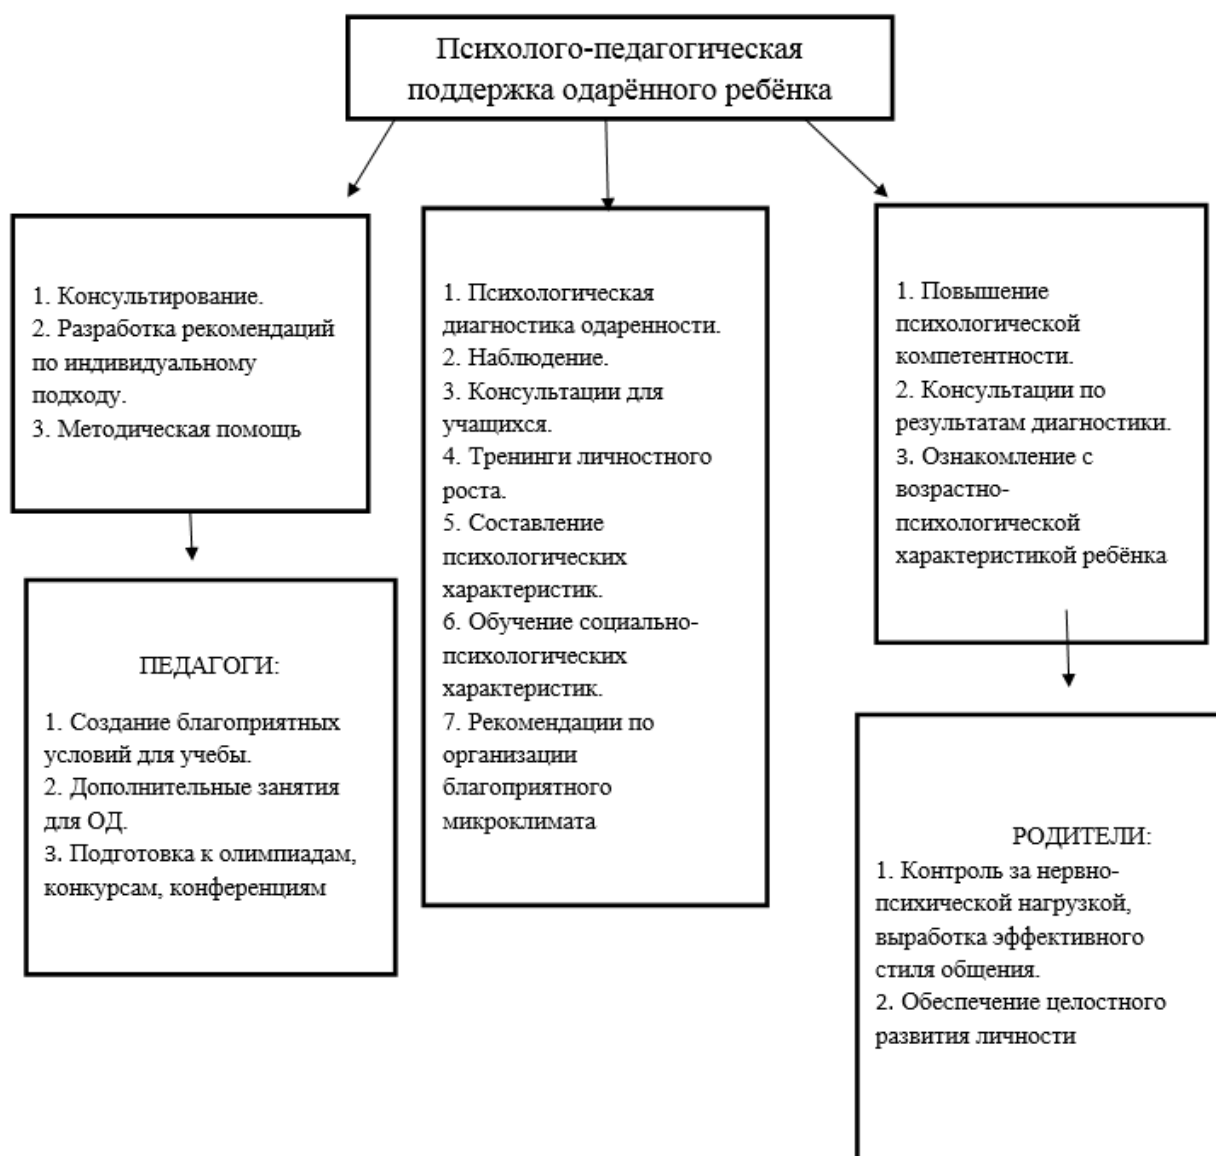 Психолого-педагогическая
поддержка одарённого ребёнка
1. Консультирование.
2. Разработка рекомендаций
по индивидуальному
подходу.
3. Методическая помощь
ПЕДАГОГИ:
1. Создание благоприятных
условий для учебы.
2. Дополнительные занятия
для ОД.
3. Подготовка к олимпиадам,
конкурсам, конференциям
1. Психологическая
диагностика одаренности.
2. Наблюдение.
3. Консультации для
учащихся.
4. Тренинги личностного
роста.
5. Составление
психологических
характеристик.
6. Обучение социально-
психологических
характеристик.
7. Рекомендации по
организации
благоприятного
микроклимата
1. Повышение
психологической
компетентности.
2. Консультации по
результатам диагностики.
3. Ознакомление с
возрастно-
психологической
характеристикой ребёнка
РОДИТЕЛИ:
1. Контроль за нервно-
психической нагрузкой,
выработка эффективного
стиля общения.
2. Обеспечение целостного
развития личности